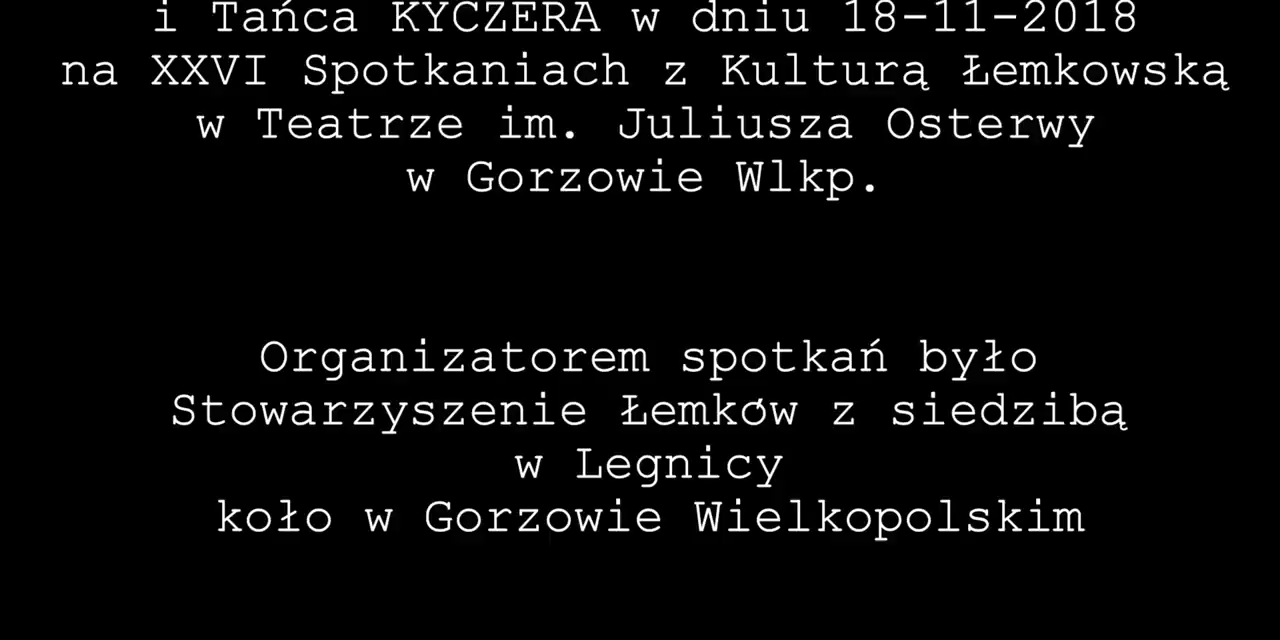 i Tańca KYCZERA w dniu 18-11-2018
na XXVI Spotkaniach z Kulturą Łemkowską
w Teatrze im. Juliusza Osterwy
w Gorzowie Wlkp.
Organizatorem spotkań było
Stowarzyszenie Łemków z siedzibą
w Legnicy
koło w Gorzowie Wielkopolskim